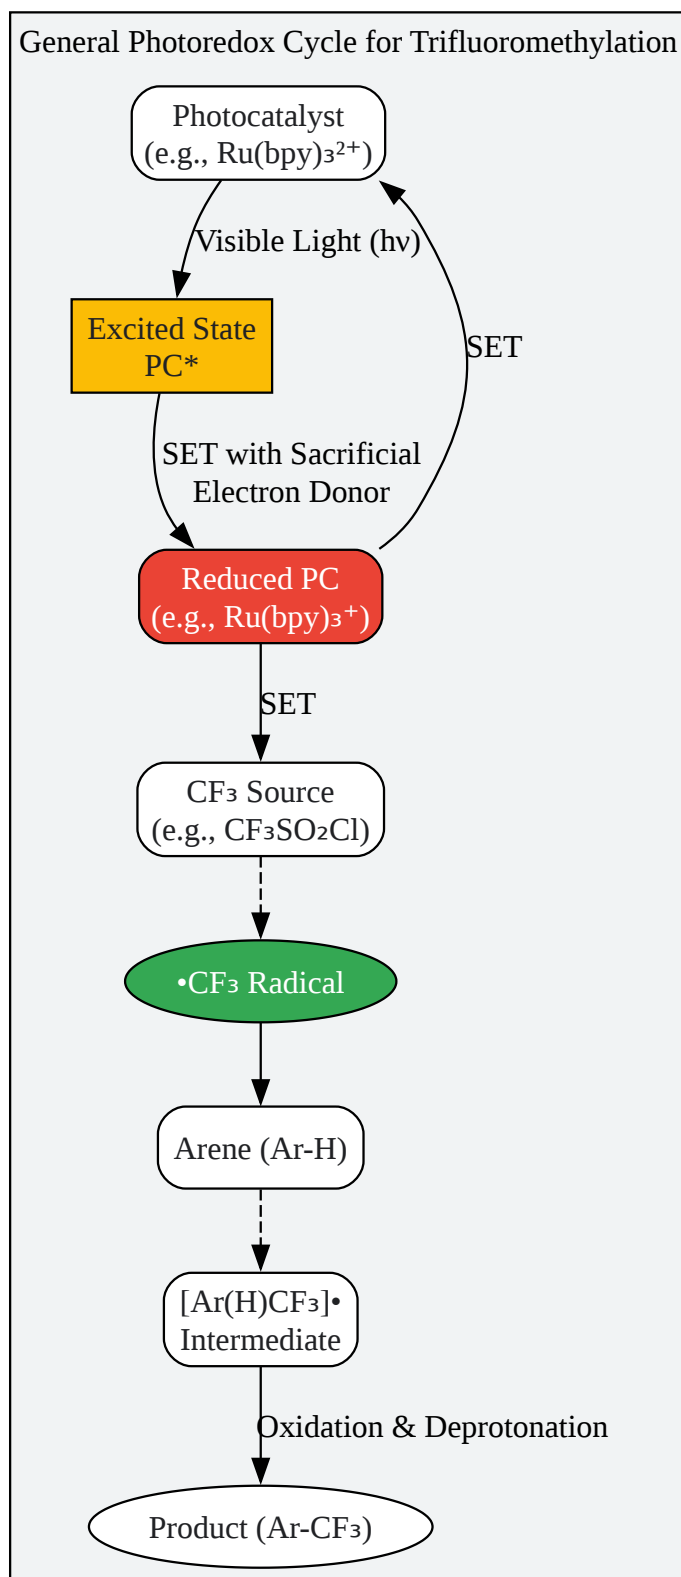 General Photoredox Cycle for Trifluoromethylation
Photocatalyst
(e.g., Ru(bpy)₃²⁺)
Visible Light (hν)
Excited State
PC*
SET
SET with Sacrificial
Electron Donor
Reduced PC
(e.g., Ru(bpy)₃⁺)
SET
CF₃ Source
(e.g., CF₃SO₂Cl)
•CF₃ Radical
Arene (Ar-H)
[Ar(H)CF₃]•
Intermediate
Oxidation & Deprotonation
Product (Ar-CF₃)